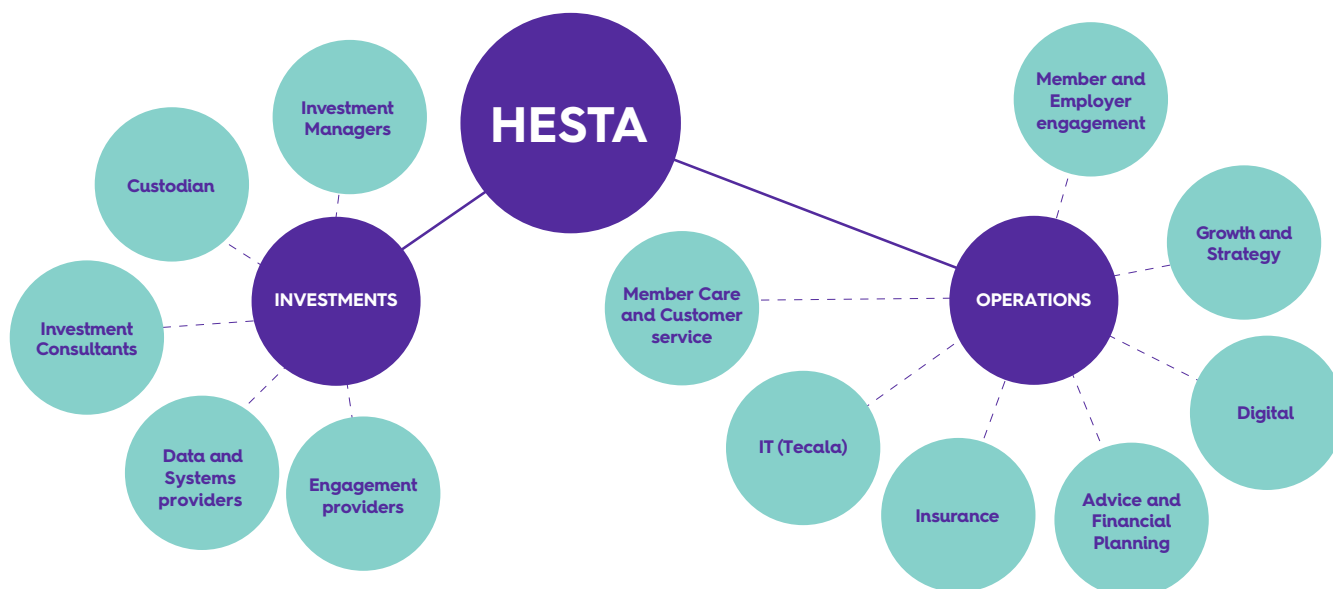 HESTA
Investment
Managers
Custodian
INVESTMENTS
Investment
Consultants
Data and
Systems
providers
Engagement
providers
Member and
Employer
engagement
Growth and
Strategy
OPERATIONS
Member Care
and Customer
service
Digital
IT (Tecala)
Insurance
Advice and
Financial
Planning